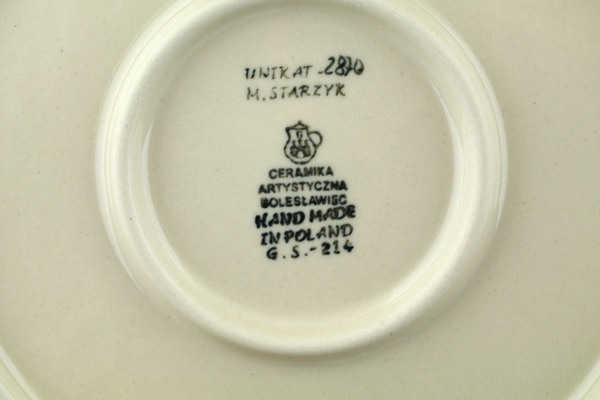 UNIKAT-2870
M.STARZYK
CERAMIKA
ARTYSTYCZNA
BOLESŁAWIEC
HAND MADE
IN POLAND
G.S.-214